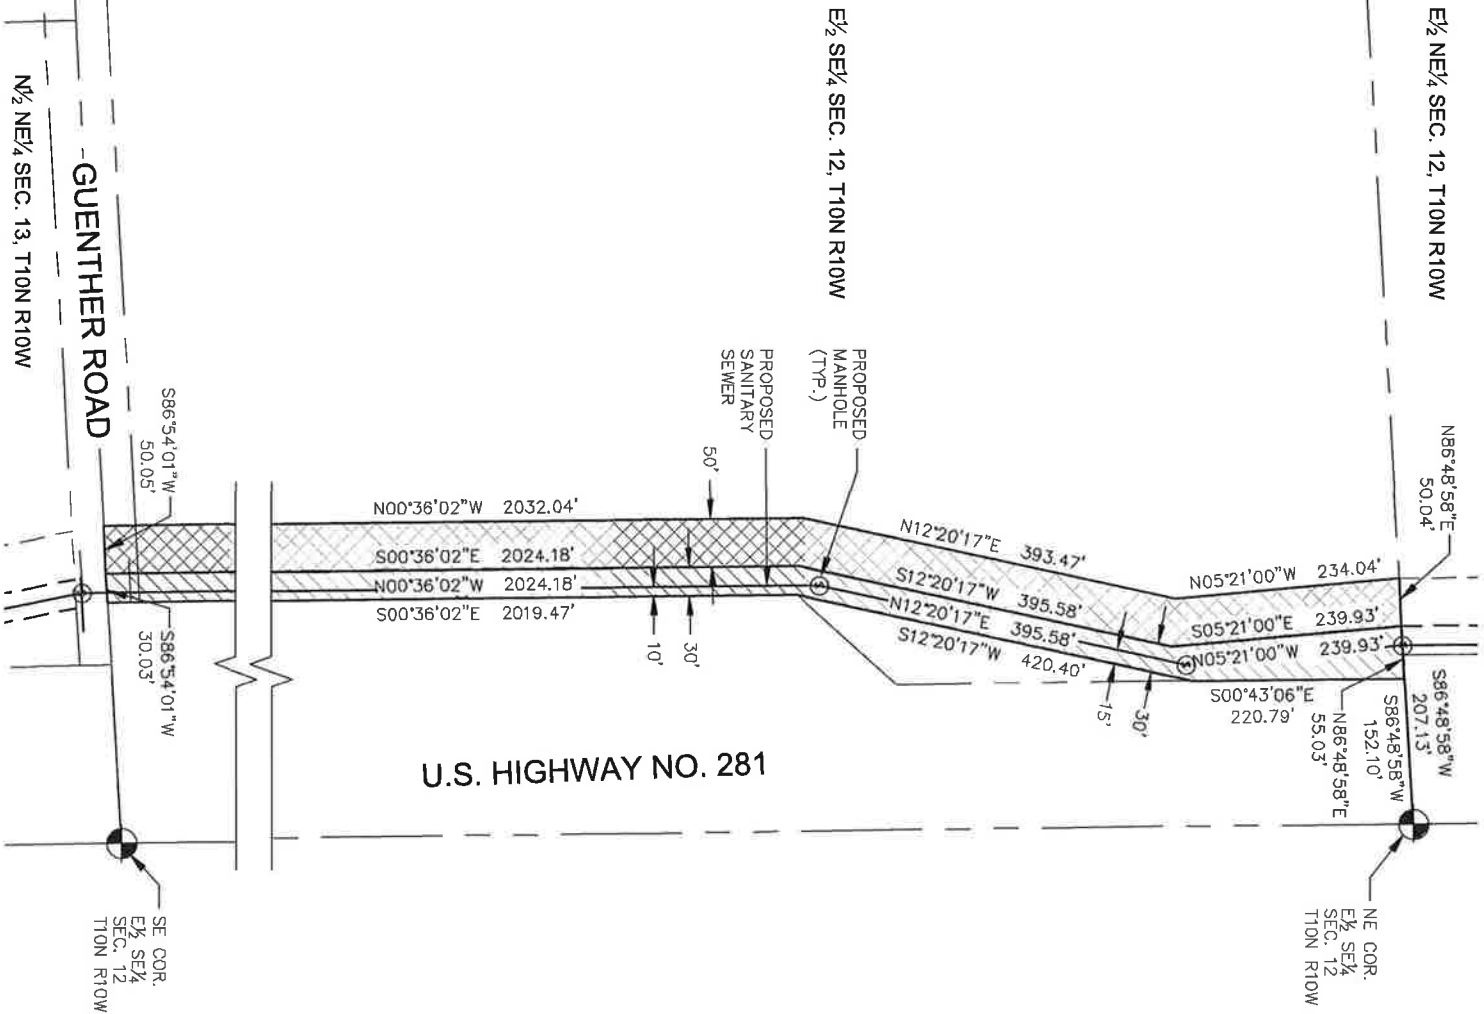 E½ NE¼ SEC. 12, T10N R10W
E½ SE¼ SEC. 12, T10N R10W
N½ NE¼ SEC. 13, T10N R10W
GUENTHER ROAD
N86°48'58"E
50.04'
PROPOSED
MANHOLE
(TYP.)
PROPOSED
SANITARY
SEWER
S86°54'01"W
50.05'
50'
N00°36'02"W 2032.04'
S00°36'02"E 2024.18'
N00°36'02"W 2024.18'
S00°36'02"E 2019.47'
N12°20'17"E 393.47'
S12°20'17"W 395.58'
N12°20'17"E 395.58'
S12°20'17"W 420.40'
N05°21'00"W 234.04'
S05°21'00"E 239.93'
N05°21'00"W 239.93'
S00°43'06"E
220.79'
S86°54'01"W
30.03'
10'
30'
15'
30'
S86°48'58"W
207.13'
S86°48'58"W
152.10'
N86°48'58"E
55.03'
S
S
S
U.S. HIGHWAY NO. 281
NE COR.
E½ SE¼
SEC. 12
T10N R10W
SE COR.
E½ SE¼
SEC. 12
T10N R10W